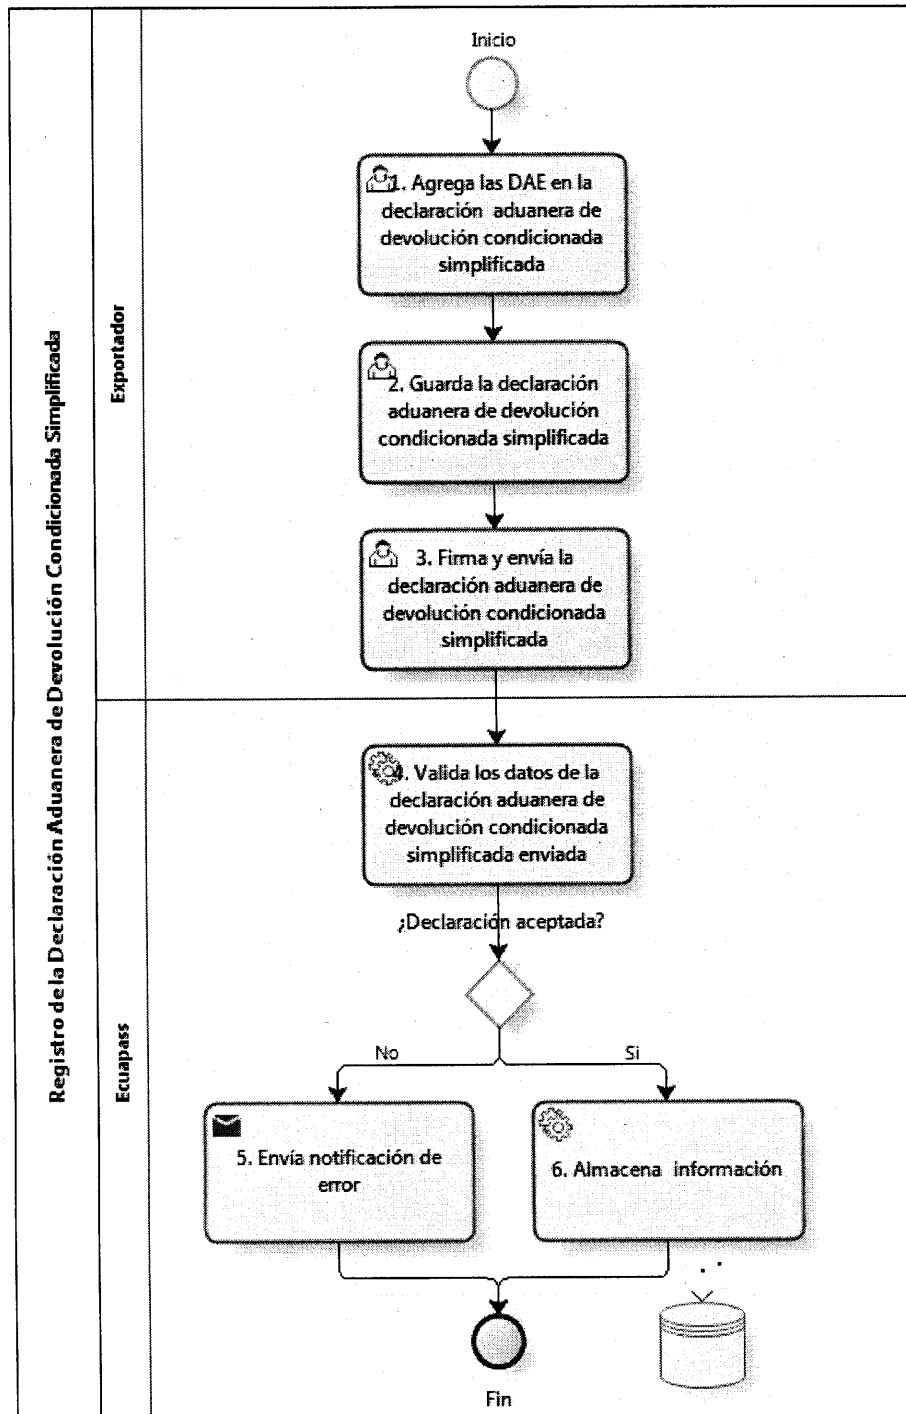 Registro de la Declaración Aduanera de Devolución Condicionada Simplificada
Exportador
Inicio
1. Agrega las DAE en la
declaración aduanera de
devolución condicionada
simplificada
2. Guarda la declaración
aduanera de devolución
condicionada simplificada
3. Firma y envía la
declaración aduanera de
devolución condicionada
simplificada
Ecuapass
4. Valida los datos de la
declaración aduanera de
devolución condicionada
simplificada enviada
¿Declaración aceptada?
No
Si
5. Envía notificación de
error
6. Almacena información
Fin